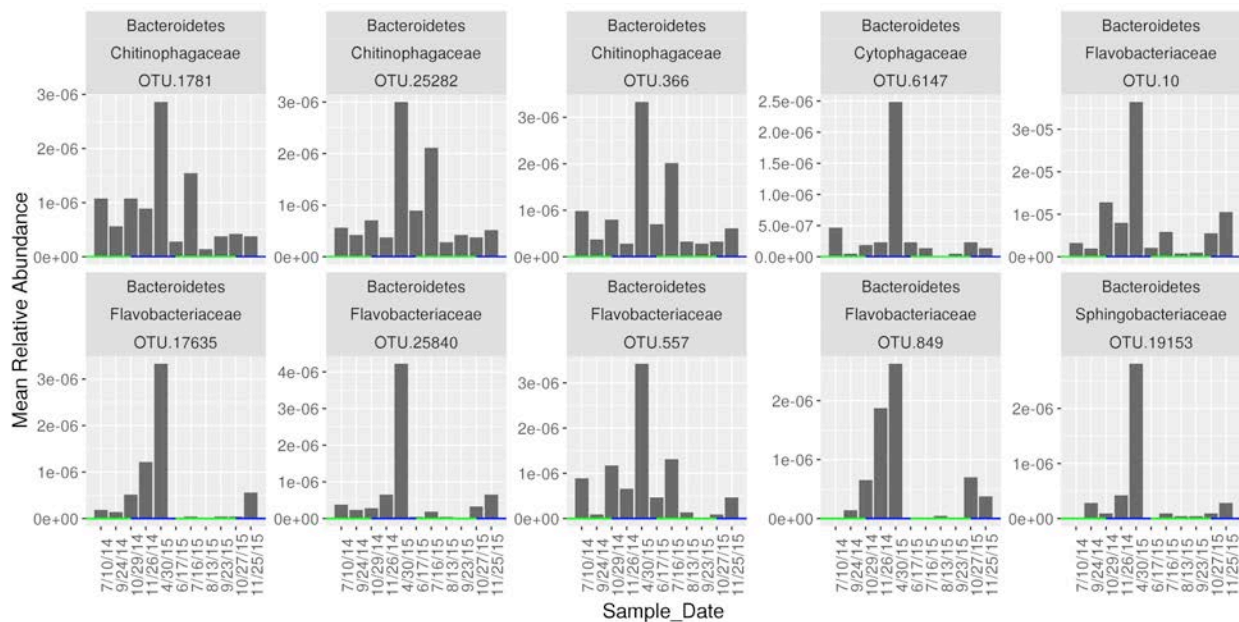 Bacteroidetes Bacteroidetes Bacteroidetes Bacteroidetes Bacteroidetes
Chitinophagaceae Chitinophagaceae Chitinophagaceae Cytophagaceae Flavobacteriaceae
OTU.1781 OTU.25282 OTU.366 OTU.6147 OTU.10
3e-06 3e-06 3e-06 2.5e-06 3e-05
2e-06 2e-06 2e-06 2.0e-06 2e-05
1e-06 1e-06 1e-06 1.5e-06 1e-05
0e+00 0e+00 0e+00 1.0e-06 0e+00
5.0e-07
0.0e+00
Bacteroidetes Bacteroidetes Bacteroidetes Bacteroidetes Bacteroidetes
Flavobacteriaceae Flavobacteriaceae Flavobacteriaceae Flavobacteriaceae Sphingobacteriaceae
OTU.17635 OTU.25840 OTU.557 OTU.849 OTU.19153
3e-06 4e-06 3e-06 2e-06 2e-06
2e-06 3e-06 2e-06 1e-06 1e-06
1e-06 2e-06 1e-06 0e+00 0e+00
0e+00 1e-06 0e+00
0e+00
7/10/14 9/24/14 10/29/14 11/26/14 4/30/15 6/17/15 7/16/15 8/13/15 9/23/15 10/27/15 11/25/15
7/10/14 9/24/14 10/29/14 11/26/14 4/30/15 6/17/15 7/16/15 8/13/15 9/23/15 10/27/15 11/25/15
7/10/14 9/24/14 10/29/14 11/26/14 4/30/15 6/17/15 7/16/15 8/13/15 9/23/15 10/27/15 11/25/15
7/10/14 9/24/14 10/29/14 11/26/14 4/30/15 6/17/15 7/16/15 8/13/15 9/23/15 10/27/15 11/25/15
7/10/14 9/24/14 10/29/14 11/26/14 4/30/15 6/17/15 7/16/15 8/13/15 9/23/15 10/27/15 11/25/15
Mean Relative Abundance
Sample_Date